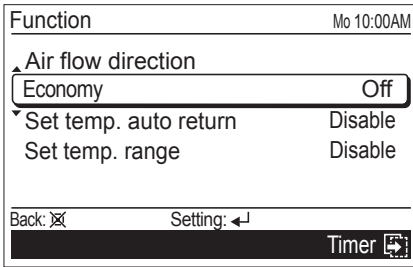 Function Mo 10:00AM
Air flow direction
Economy Off
Set temp. auto return Disable
Set temp. range Disable
Back: Setting:
Timer